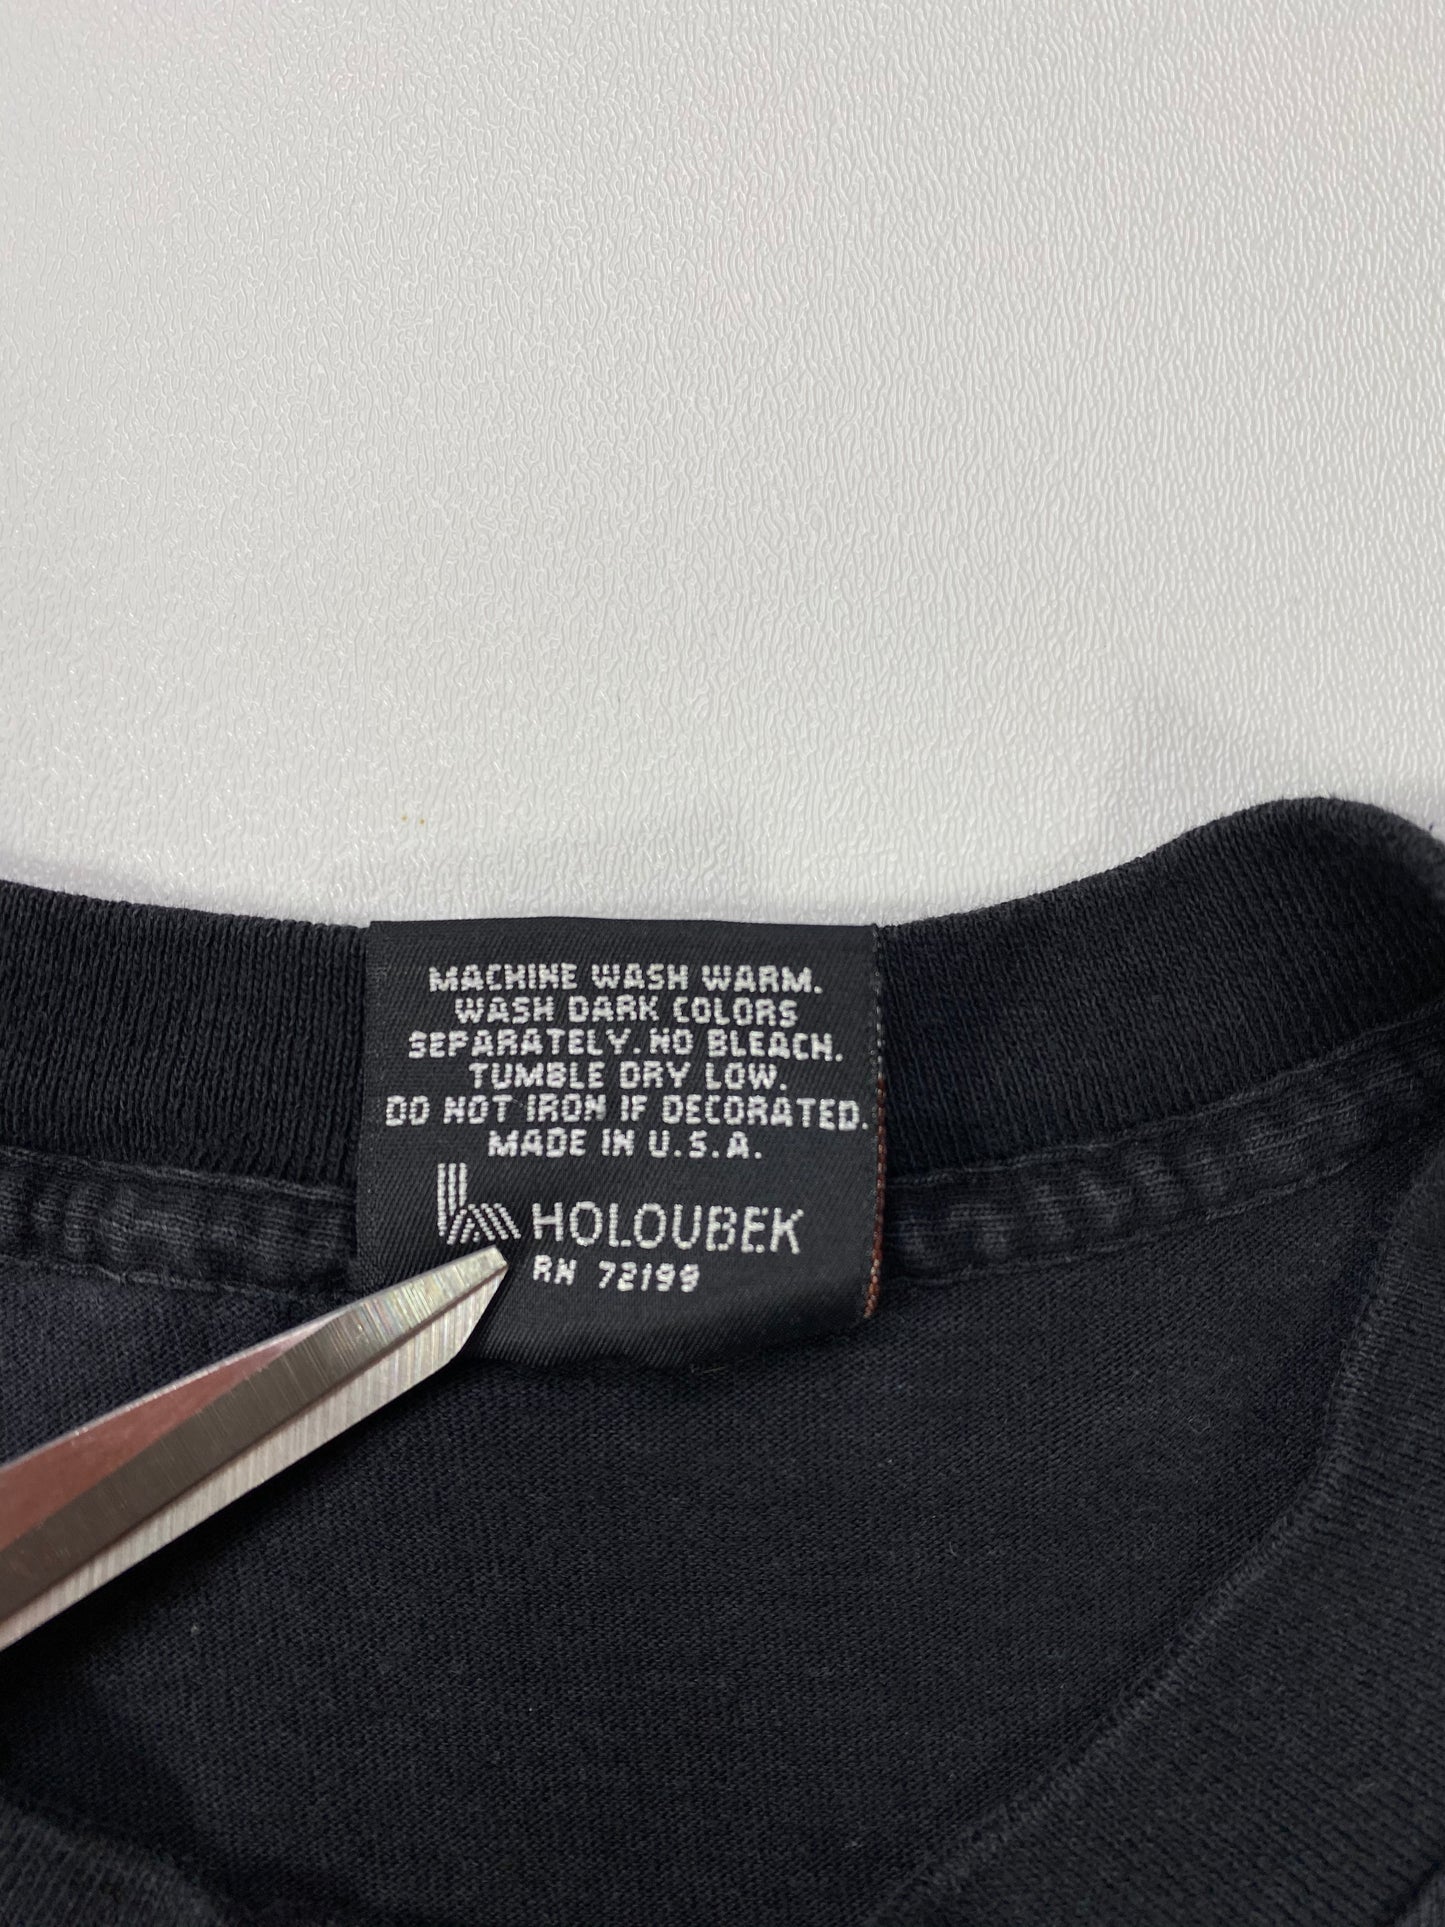 MACHINE WASH WARM.
WASH DARK COLORS
SEPARATELY. NO BLEACH.
TUMBLE DRY LOW.
DO NOT IRON IF DECORATED.
MADE IN U.S.A.
HOLOUBEK
RN 72199